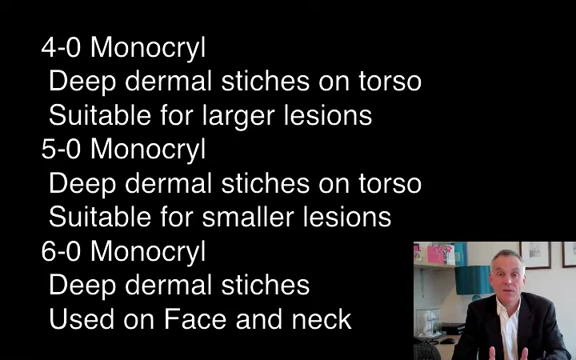 4-0 Monocryl
Deep dermal stiches on torso
Suitable for larger lesions
5-0 Monocryl
Deep dermal stiches on torso
Suitable for smaller lesions
6-0 Monocryl
Deep dermal stiches
Used on Face and neck